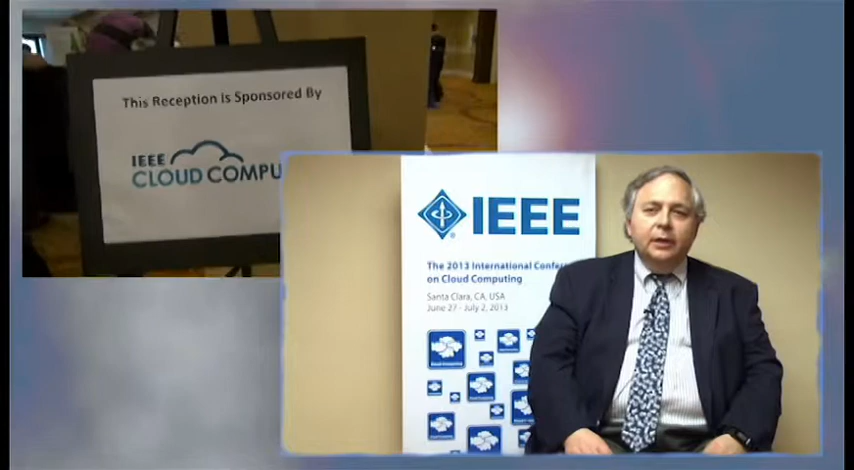 This Reception is Sponsored By
IEEE
CLOUD COMPU
IEEE
The 2013 International Confere
on Cloud Computing
Santa Clara, CA, USA
June 27 - July 2, 2013